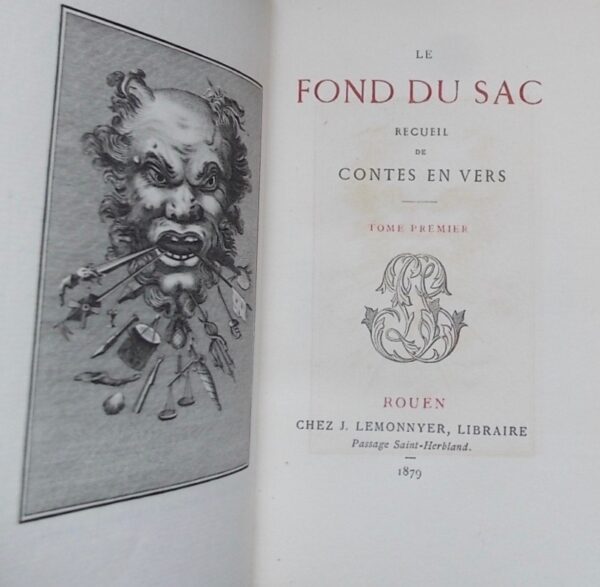 LE
FOND DU SAC
RECUEIL
DE
CONTES EN VERS
TOME PREMIER
ROUEN
CHEZ J. LEMONNYER, LIBRAIRE
Passage Saint-Herbland.
1879